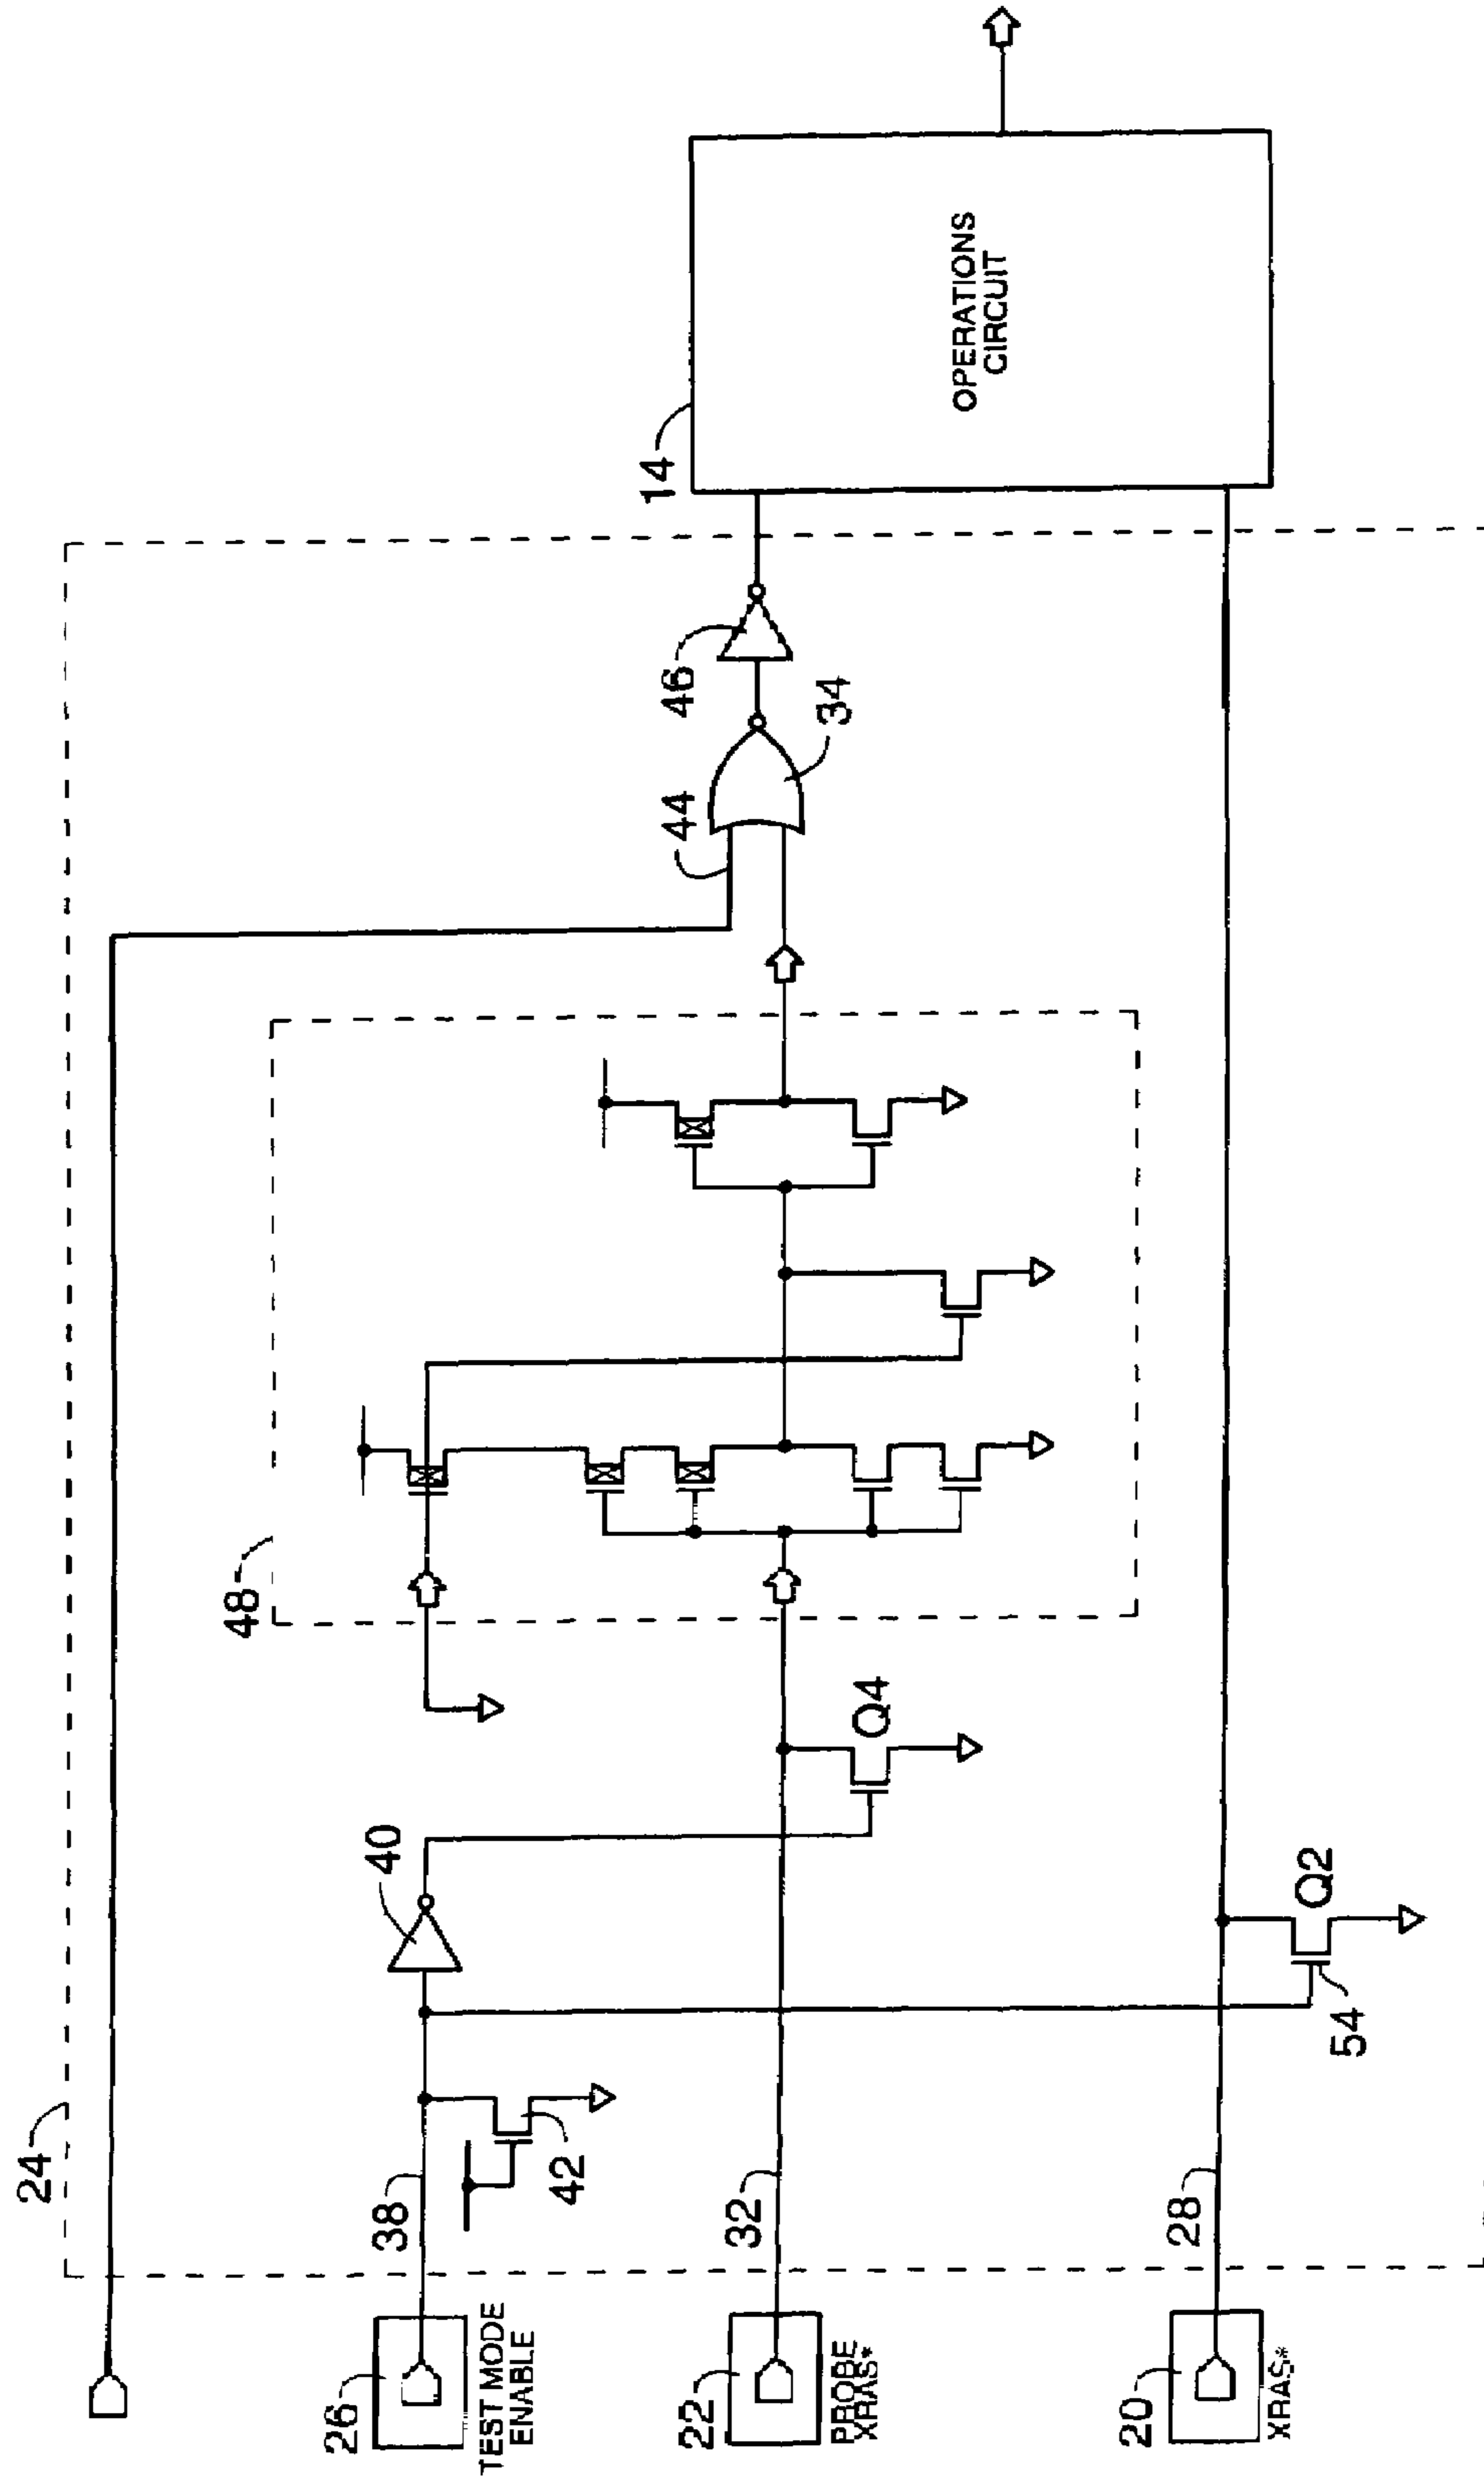 24
26
TEST MODE
ENABLE
38
42
40
48
22
PROBE
XRAS*
32
Q4
44
34
46
14
OPERATIONS
CIRCUIT
20
XRAS*
28
54
Q2